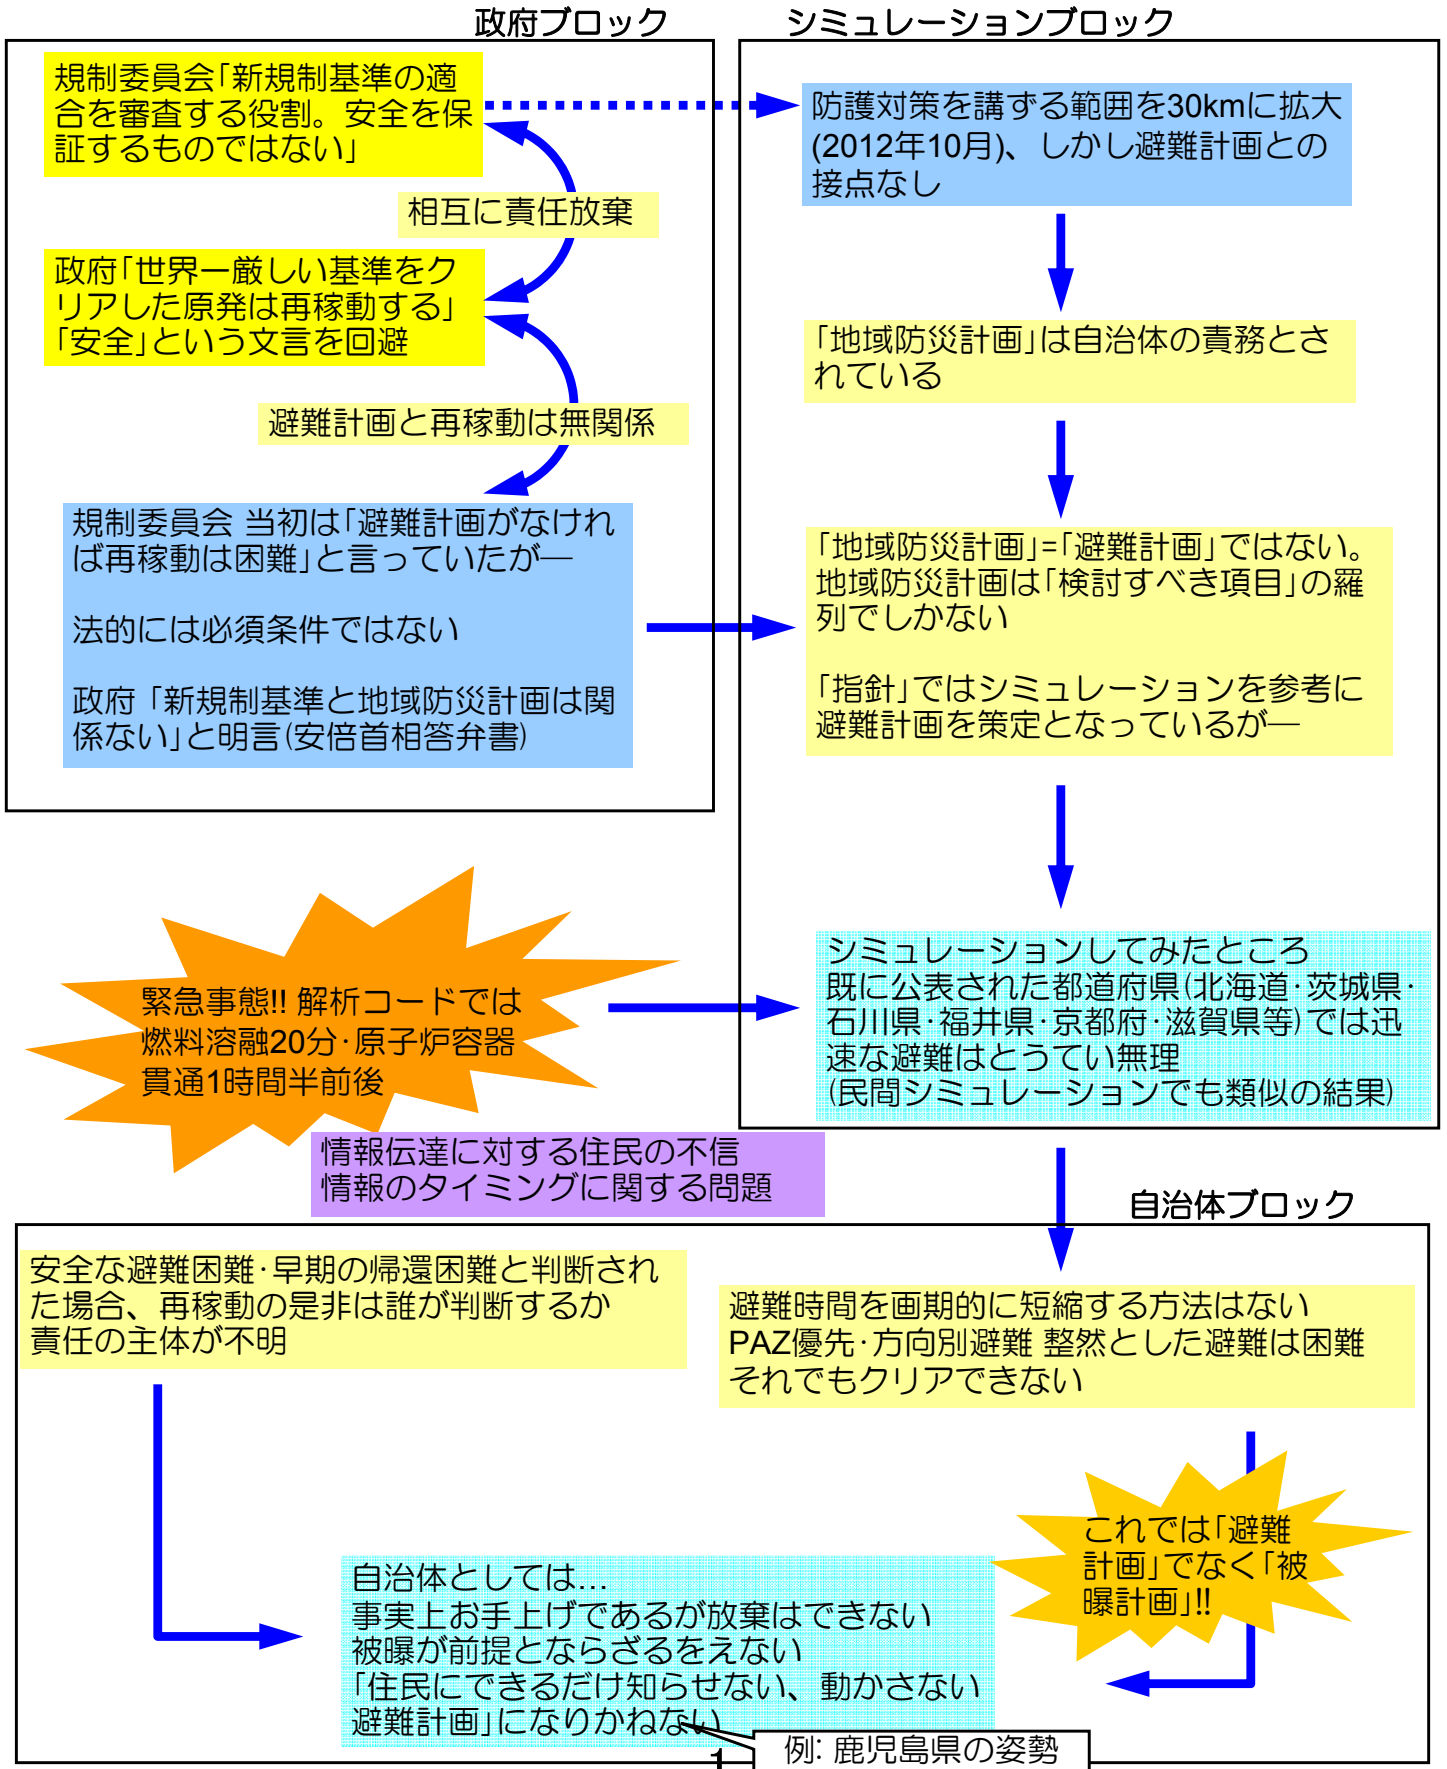 政府ブロック
規制委員会「新規制基準の適
合を審査する役割。安全を保
証するものではない」
相互に責任放棄
政府「世界一厳しい基準をク
リアした原発は再稼動する」
「安全」という文言を回避
避難計画と再稼動は無関係
規制委員会 当初は「避難計画がなけれ
ば再稼動は困難」と言っていたが―
法的には必須条件ではない
政府「新規制基準と地域防災計画は関
係ない」と明言(安倍首相答弁書)
シミュレーションブロック
防護対策を講ずる範囲を30kmに拡大
(2012年10月)、しかし避難計画との
接点なし
「地域防災計画」は自治体の責務とさ
れている
「地域防災計画」=「避難計画」ではない。
地域防災計画は「検討すべき項目」の羅
列でしかない
「指針」ではシミュレーションを参考に
避難計画を策定となっているが―
緊急事態!! 解析コードでは
燃料溶融20分・原子炉容器
貫通1時間半前後
シミュレーションしてみたところ
既に公表された都道府県(北海道・茨城県・
石川県・福井県・京都府・滋賀県等)では迅
速な避難はとうてい無理
(民間シミュレーションでも類似の結果)
情報伝達に対する住民の不信
情報のタイミングに関する問題
自治体ブロック
安全な避難困難・早期の帰還困難と判断され
た場合、再稼動の是非は誰が判断するか
責任の主体が不明
避難時間を画期的に短縮する方法はない
PAZ優先・方向別避難 整然とした避難は困難
それでもクリアできない
これでは「避難
計画」でなく「被
曝計画」!!
自治体としては…
事実上お手上げであるが放棄はできない
被曝が前提とならざるをえない
「住民にできるだけ知らせない、動かさない
避難計画」になりかねない
例: 鹿児島県の姿勢
1